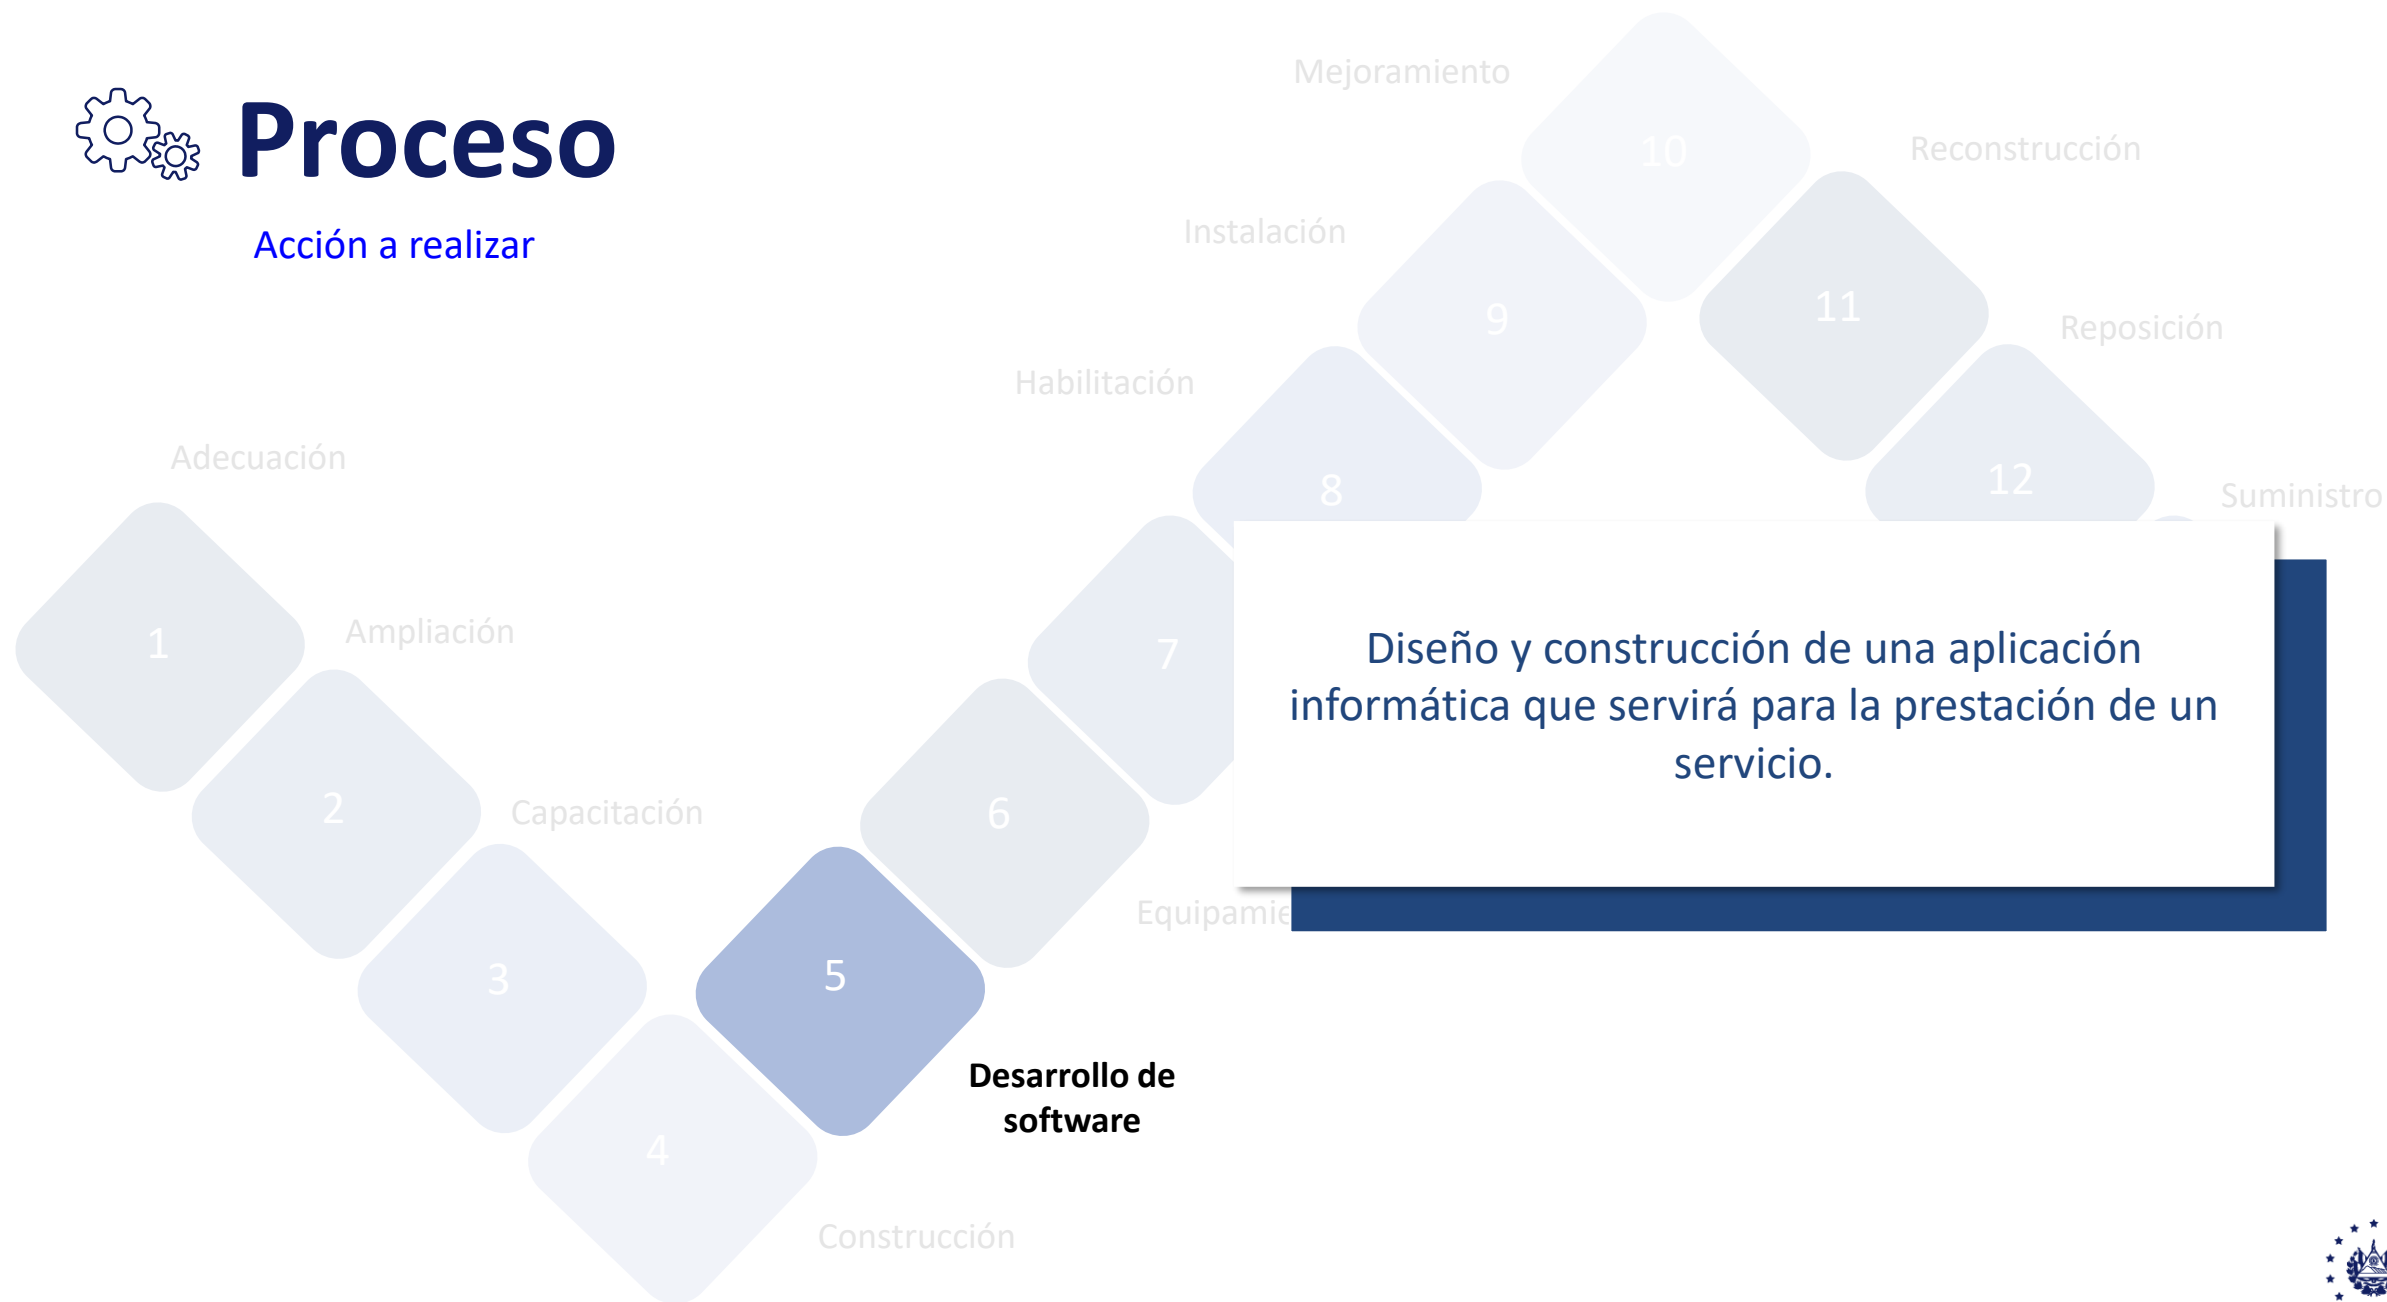 Proceso
Acción a realizar
Mejoramiento
10
Reconstrucción
Instalación
9
11
Reposición
Habilitación
8
12
Suministro
Adecuación
1
Ampliación
7
2
Capacitación
6
3
5
4
Desarrollo de
software
Construcción
Diseño y construcción de una aplicación
informática que servirá para la prestación de un
servicio.